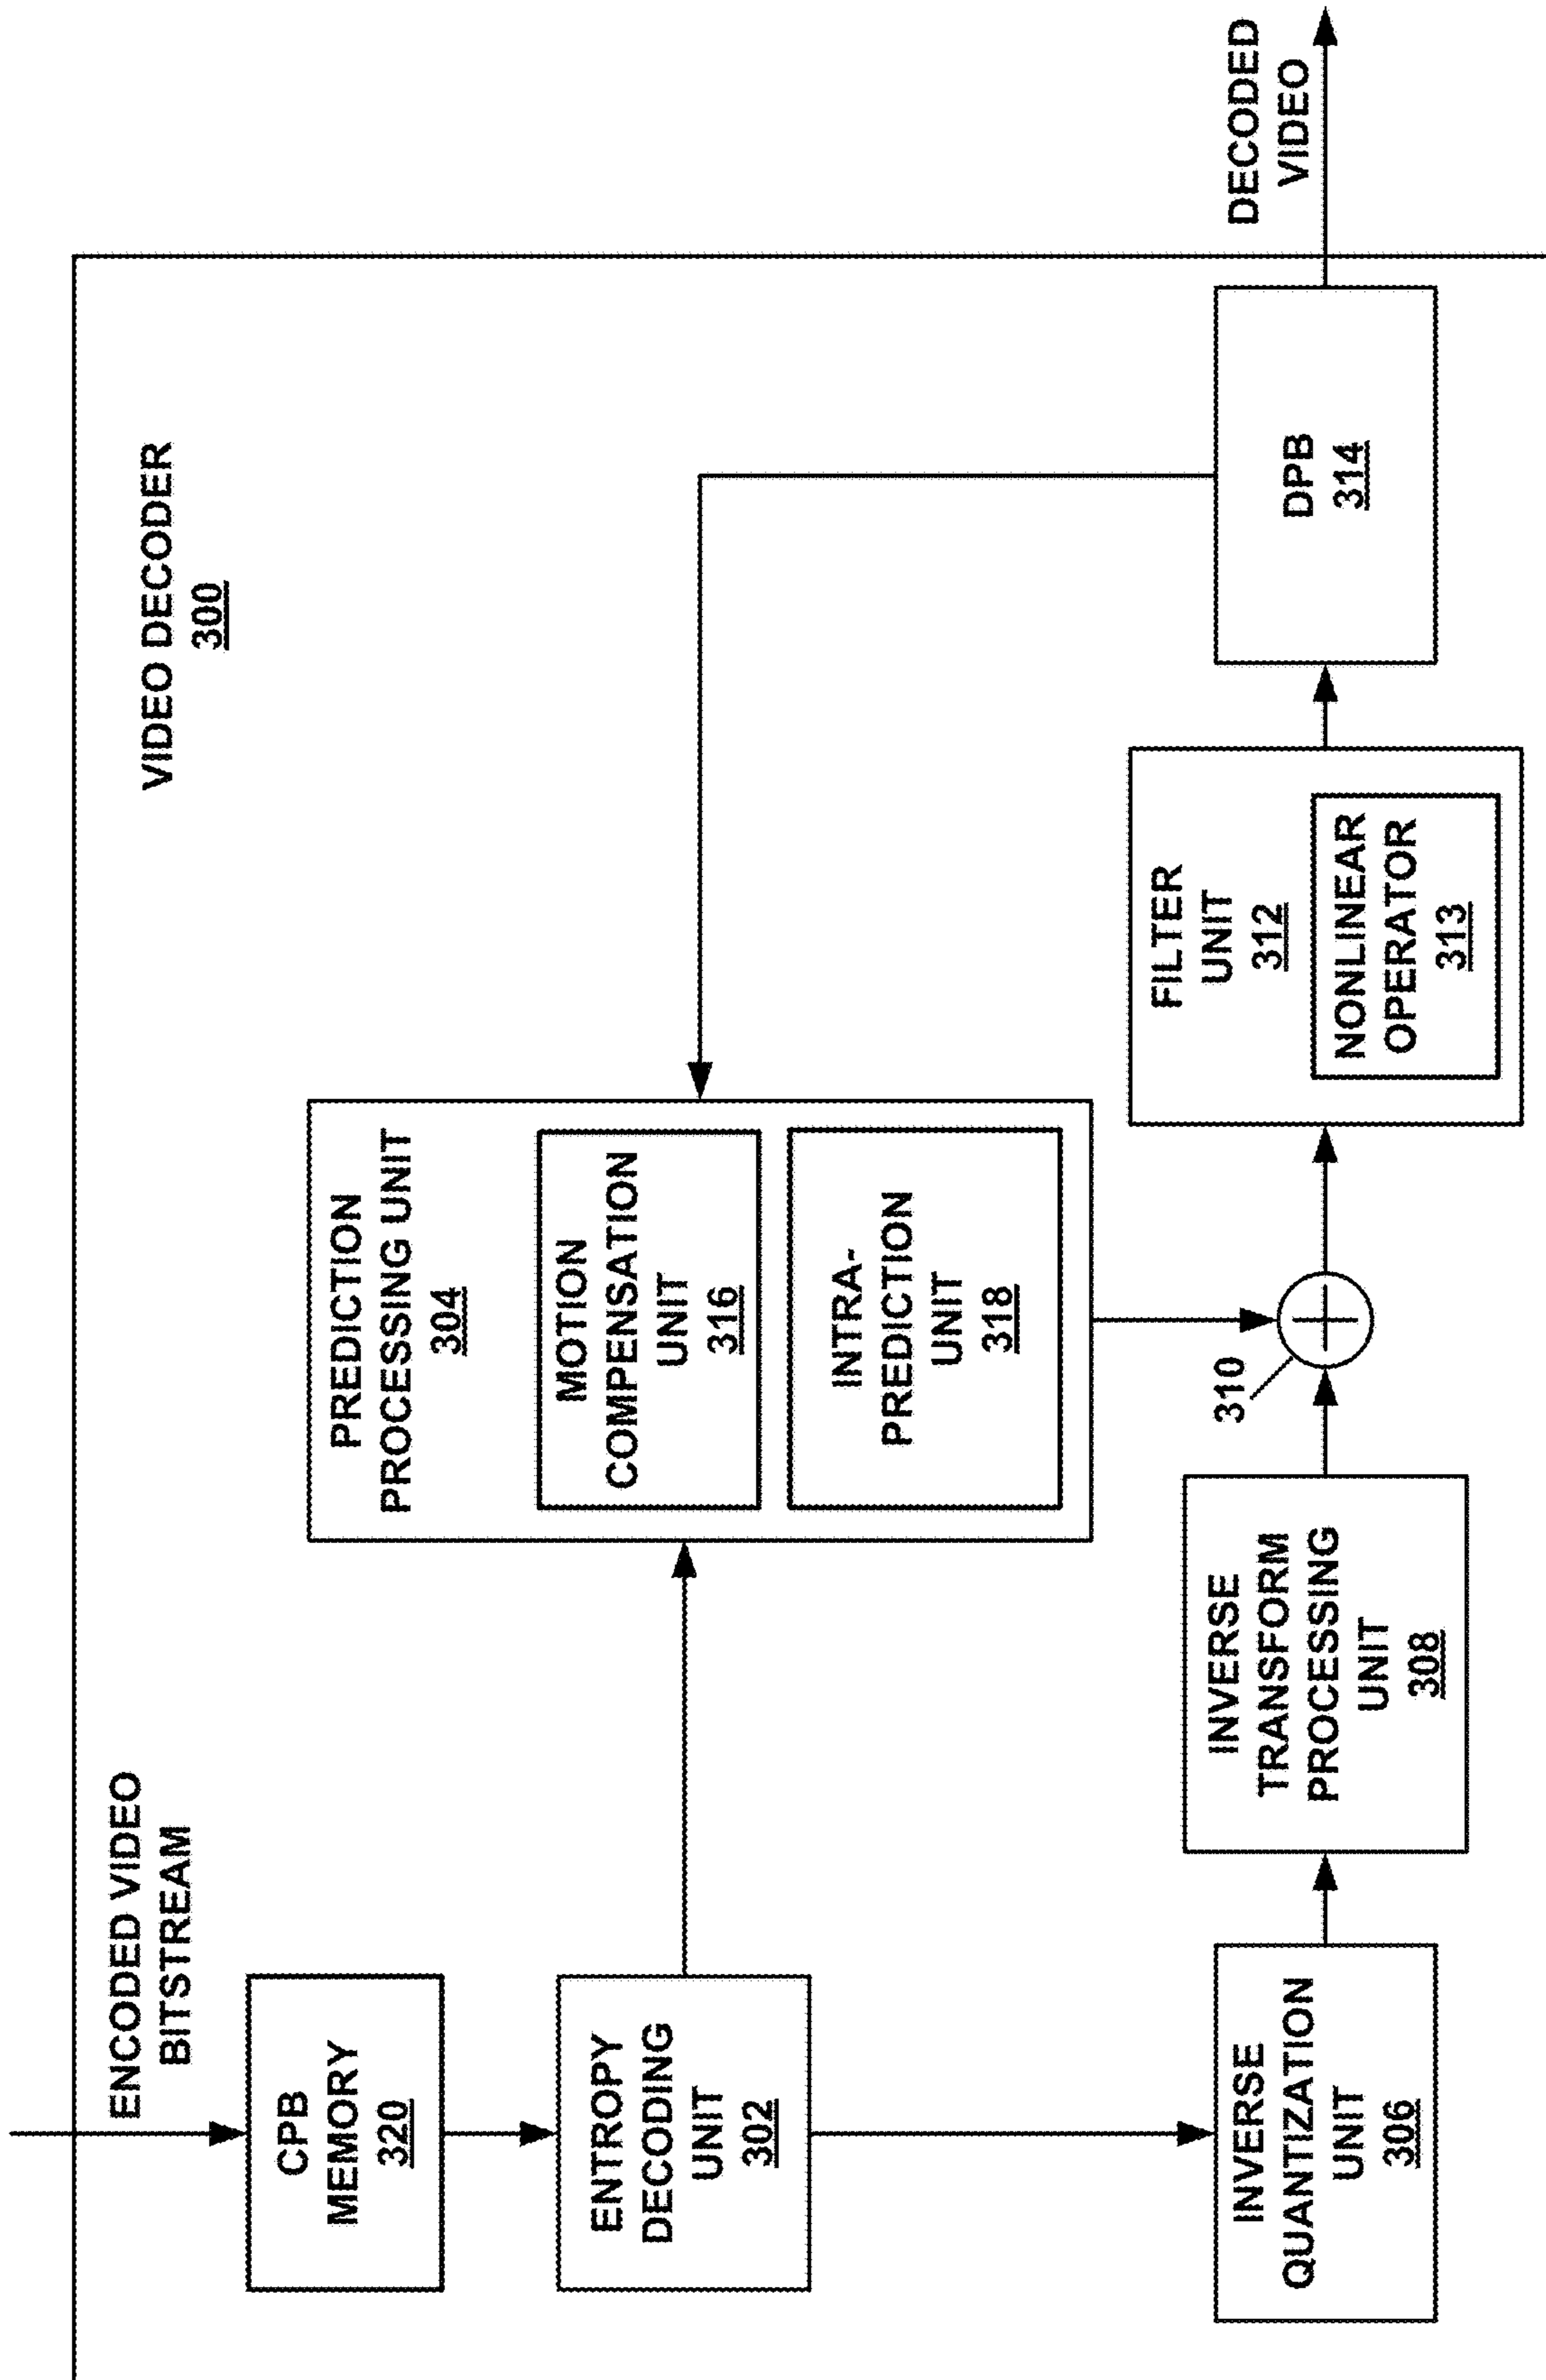 ENCODED VIDEO
BITSTREAM
VIDEO DECODER
300
CPB
MEMORY
320
ENTROPY
DECODING
UNIT
302
PREDICTION
PROCESSING UNIT
304
MOTION
COMPENSATION
UNIT
316
INTRA-
PREDICTION
UNIT
318
INVERSE
QUANTIZATION
UNIT
306
INVERSE
TRANSFORM
PROCESSING
UNIT
308
310
FILTER
UNIT
312
NONLINEAR
OPERATOR
313
DPB
314
DECODED
VIDEO